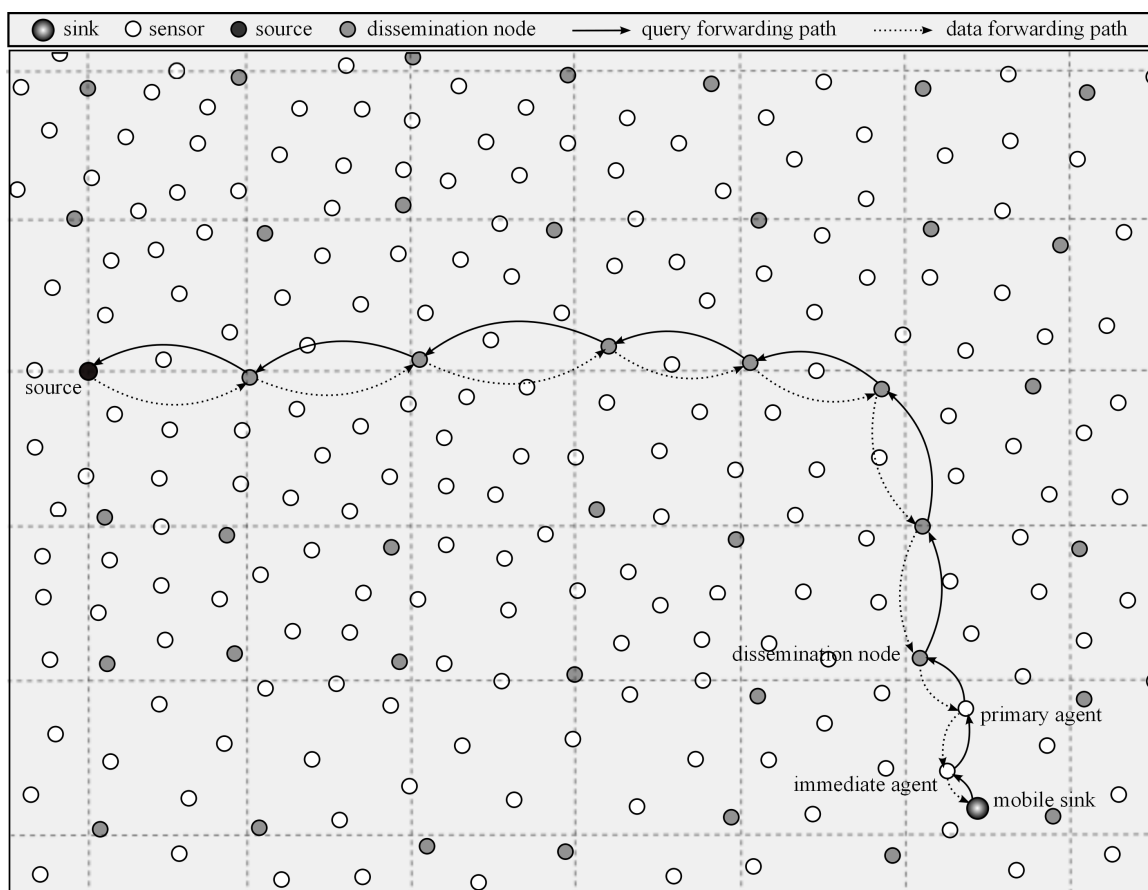 sink sensor source dissemination node query forwarding path data forwarding path
source
dissemination node
primary agent
immediate agent
mobile sink